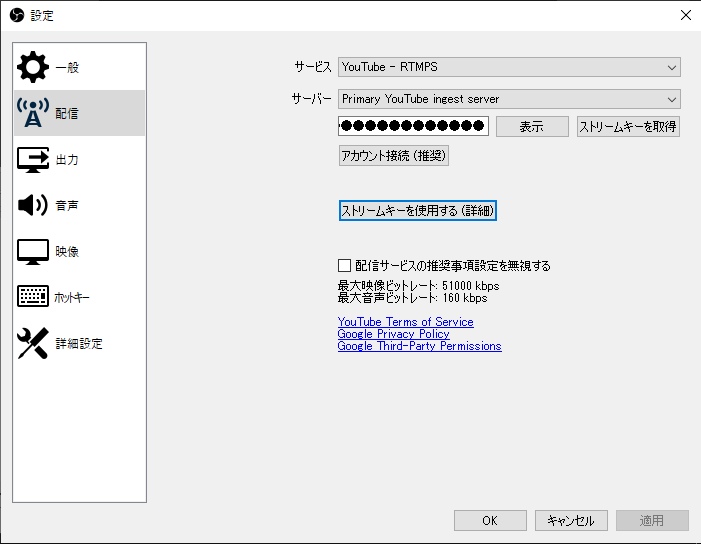 設定
一般
配信
出力
音声
映像
ホットキー
詳細設定
サービス YouTube - RTMPS
サーバー Primary YouTube ingest server
●●●●●●●●●●●● 表示 ストリームキーを取得
アカウント接続 (推奨)
ストリームキーを使用する (詳細)
配信サービスの推奨事項設定を無視する
最大映像ビットレート: 51000 kbps
最大音声ビットレート: 160 kbps
YouTube Terms of Service
Google Privacy Policy
Google Third-Party Permissions
OK キャンセル 適用